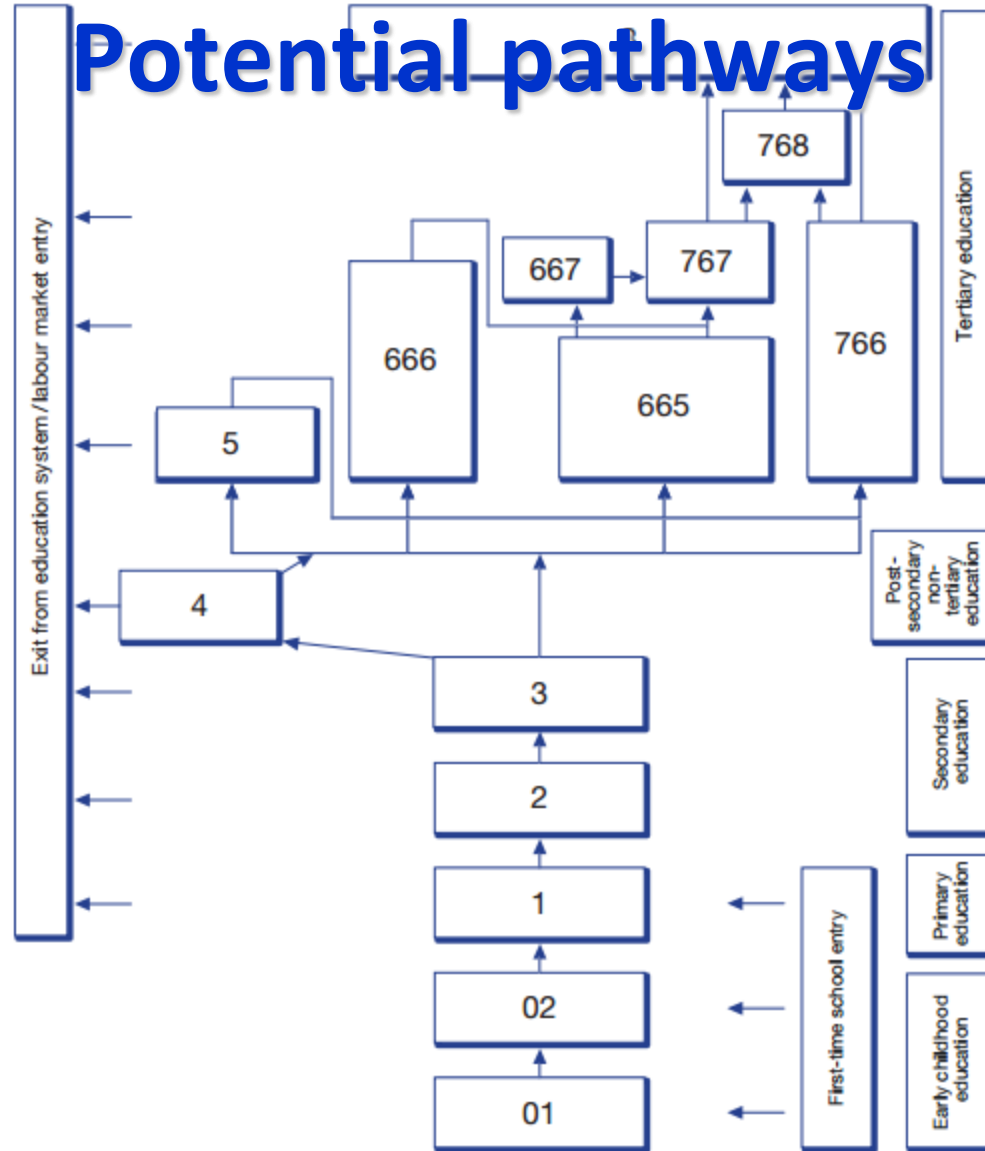 Potential pathways
768
667
767
666
766
665
5
4
3
2
1
02
01
Exit from education system / labour market entry
First-time school entry
Tertiary education
Post-
secondary
non-
tertiary
education
Secondary
education
Primary
education
Early childhood
education